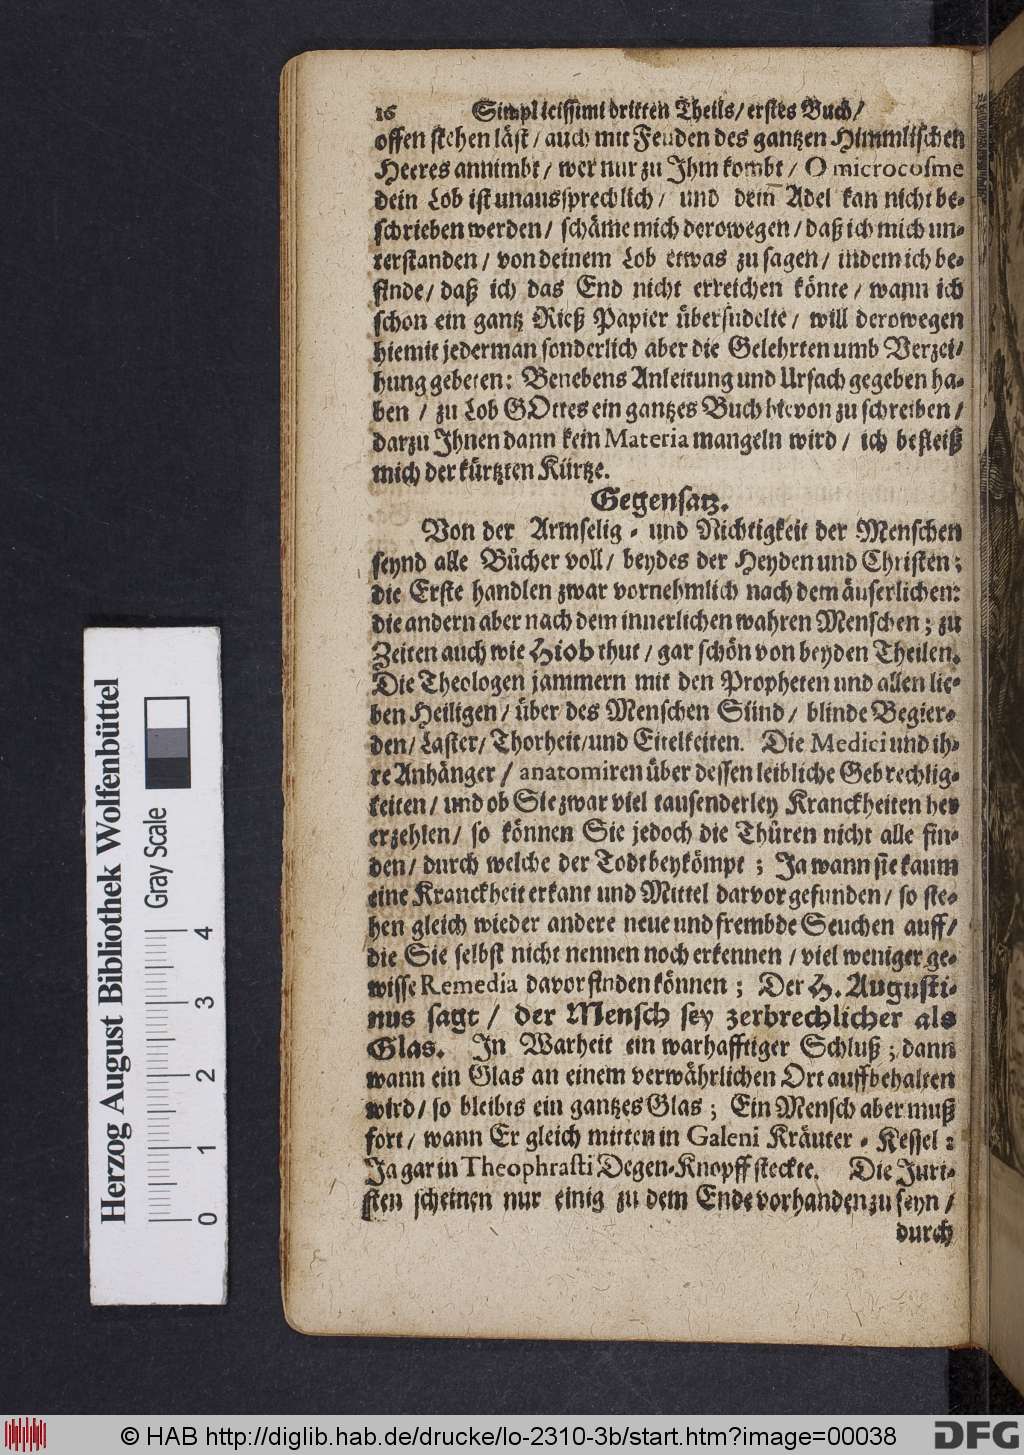 16 Simplicissimi dritten Theils/ erstes Buch/
offen stehen läst/ auch mit Feuden des gantzen Himmlischen
Heeres annimbt/ wer nur zu Ihm kombt/ O microcosme
dein Lob ist unaussprechlich/ und dein̄ Adel kan nicht be-
schrieben werden/ schäme mich derowegen/ daß ich mich un-
terstanden/ von deinem Lob etwas zu sagen/ indem ich be-
finde/ daß ich das End nicht erreichen könte/ wann ich
schon ein gantz Rieß Papier übersudelte/ will derowegen
hiemit jederman sonderlich aber die Gelehrten umb Verzei-
hung gebeten: Benebens Anleitung und Ursach gegeben ha-
ben / zu Lob GOttes ein gantzes Buch hievon zu schreiben/
darzu Ihnen dann kein Materia mangeln wird/ ich befleiß
mich der kürtzten Kürtze.
Gegensatz.
Von der Armselig- und Nichtigkeit der Menschen
seynd alle Bücher voll/ beydes der Heyden und Christen;
die Erste handlen zwar vornehmlich nach dem äuserlichen:
die andern aber nach dem innerlichen wahren Menschen; zu
Zeiten auch wie Hiob thut/ gar schön von beyden Theilen.
Die Theologen jammern mit den Propheten und allen lie-
ben Heiligen/ über des Menschen Sünd/ blinde Begier-
den/ Laster/ Thorheit/ und Eitelkeiten. Die Medici und ih-
re Anhänger/ anatomiren über dessen leibliche Gebrechlig-
keiten/ und ob Sie zwar viel tausenderley Kranckheiten her
erzehlen/ so können Sie jedoch die Thüren nicht alle fin-
den/ durch welche der Todt beykömpt; Ja wann sie kaum
eine Kranckheit erkant und Mittel darvor gefunden/ so ste-
hen gleich wieder andere neue und frembde Seuchen auff/
die Sie selbst nicht nennen noch erkennen/ viel weniger ge-
wisse Remedia davor finden können; Der H. Augusti-
nus sagt/ der Mensch sey zerbrechlicher als
Glas. In Warheit ein warhafftiger Schluß; dann
wann ein Glas an einem verwährlichen Ort auffbehalten
wird/ so bleibts ein gantzes Glas; Ein Mensch aber muß
fort/ wann Er gleich mitten in Galeni Kräuter-Kessel:
Ja gar in Theophrasti Degen-Knopff steckte. Die Juri-
sten scheinen nur einig zu dem Ende vorhanden zu seyn/
durch
Herzog August Bibliothek Wolfenbüttel
Gray Scale
0 1 2 3 4
© HAB http://diglib.hab.de/drucke/lo-2310-3b/start.htm?image=00038
DFG